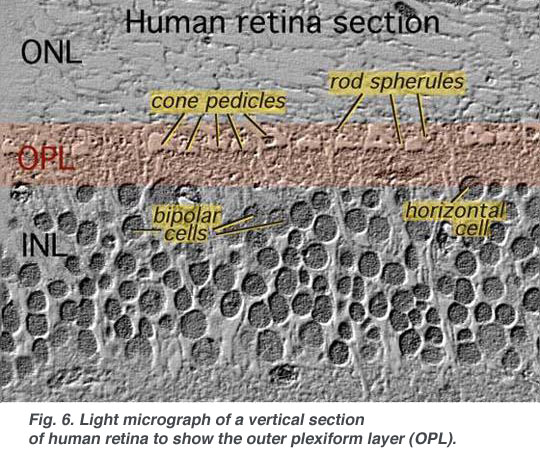 Human retina section
ONL
rod spherules
cone pedicles
OPL
bipolar
cells
horizontal
cell
INL
Fig. 6. Light micrograph of a vertical section
of human retina to show the outer plexiform layer (OPL).